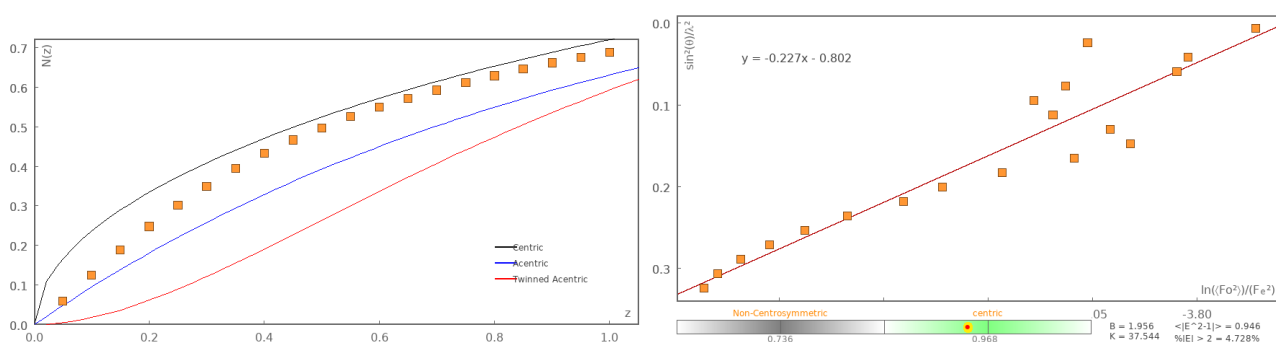 N(z)
0.7
0.6
0.5
0.4
0.3
0.2
0.1
0.0
0.0 0.2 0.4 0.6 0.8 1.0
z
Centric
Acentric
Twinned Acentric
sin²(θ)/λ²
0.0
0.1
0.2
0.3
y = -0.227x - 0.802
ln(⟨Fo²⟩)/(Fₑ²)
05 -3.80
Non-Centrosymmetric centric
0.736 0.968
B = 1.956 <|E^2-1|> = 0.946
K = 37.544 %|E| > 2 = 4.728%